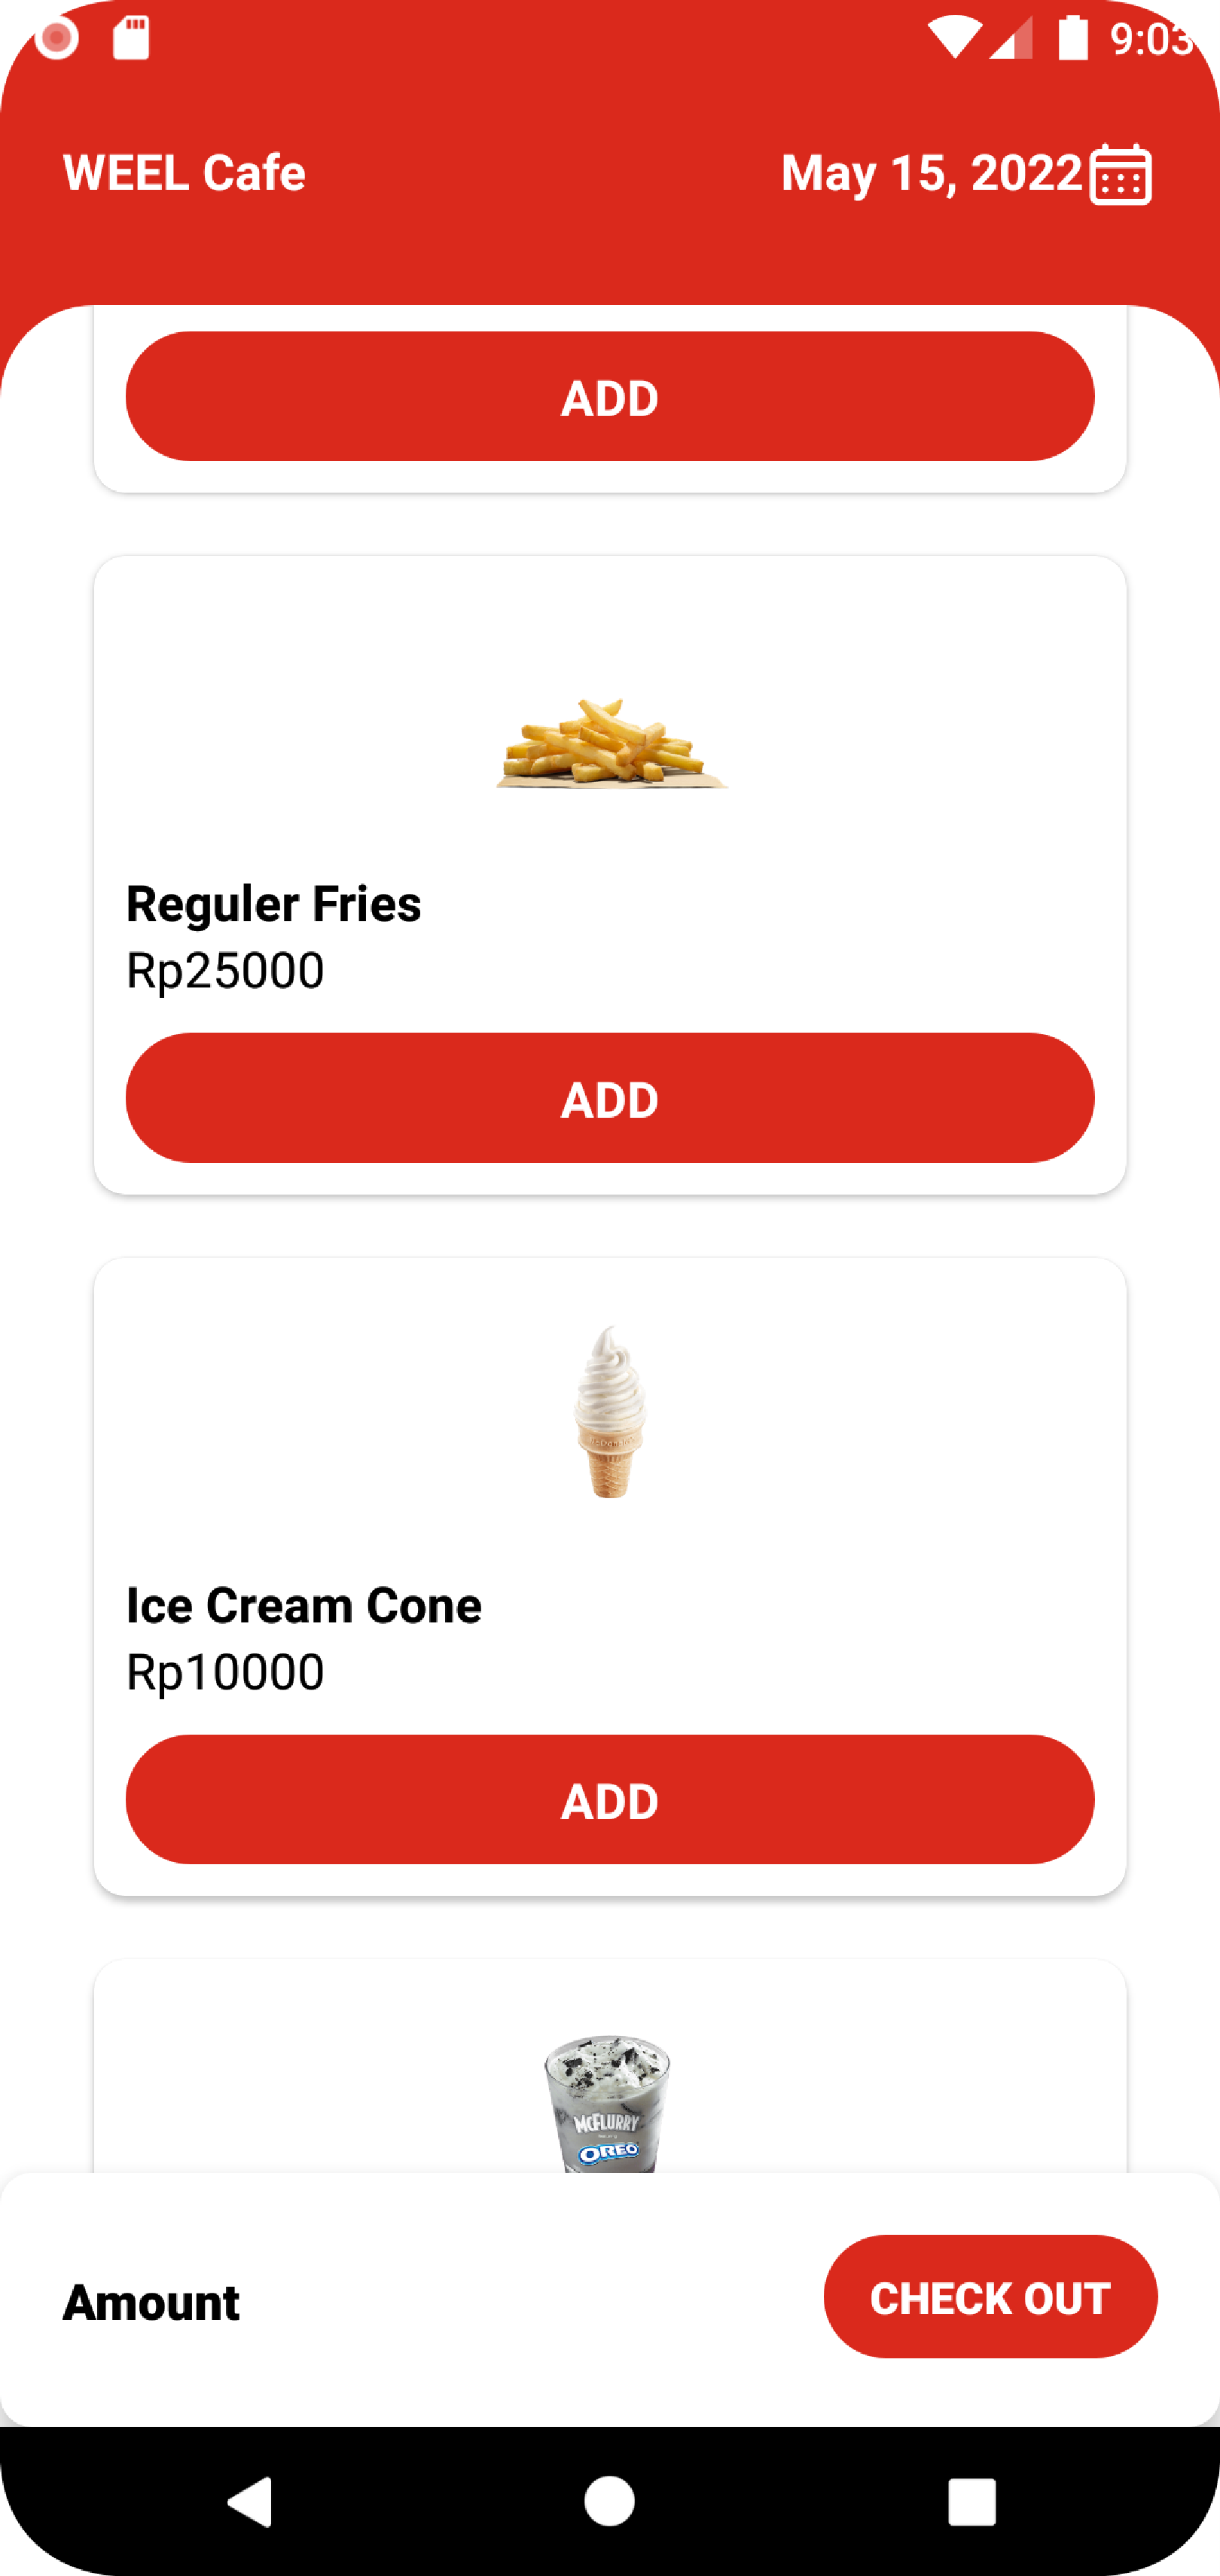 9:03
WEEL Cafe
May 15, 2022
ADD
Reguler Fries
Rp25000
ADD
Ice Cream Cone
Rp10000
ADD
McFLURRY
OREO
Amount
CHECK OUT